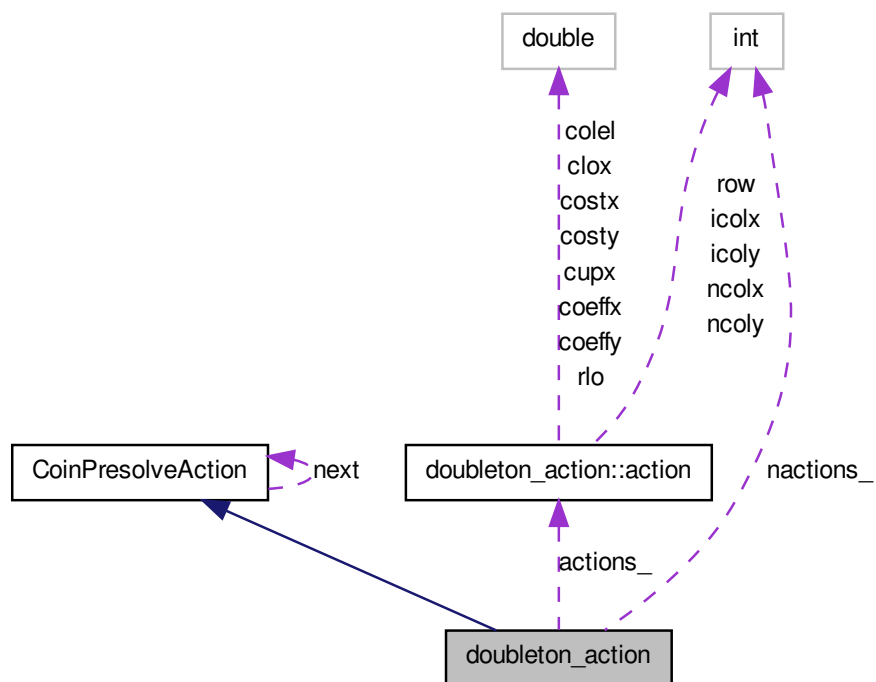 double
int
colel
clox
costx
costy
cupx
coeffx
coeffy
rlo
row
icolx
icoly
ncolx
ncoly
CoinPresolveAction
next
doubleton_action::action
nactions_
actions_
doubleton_action